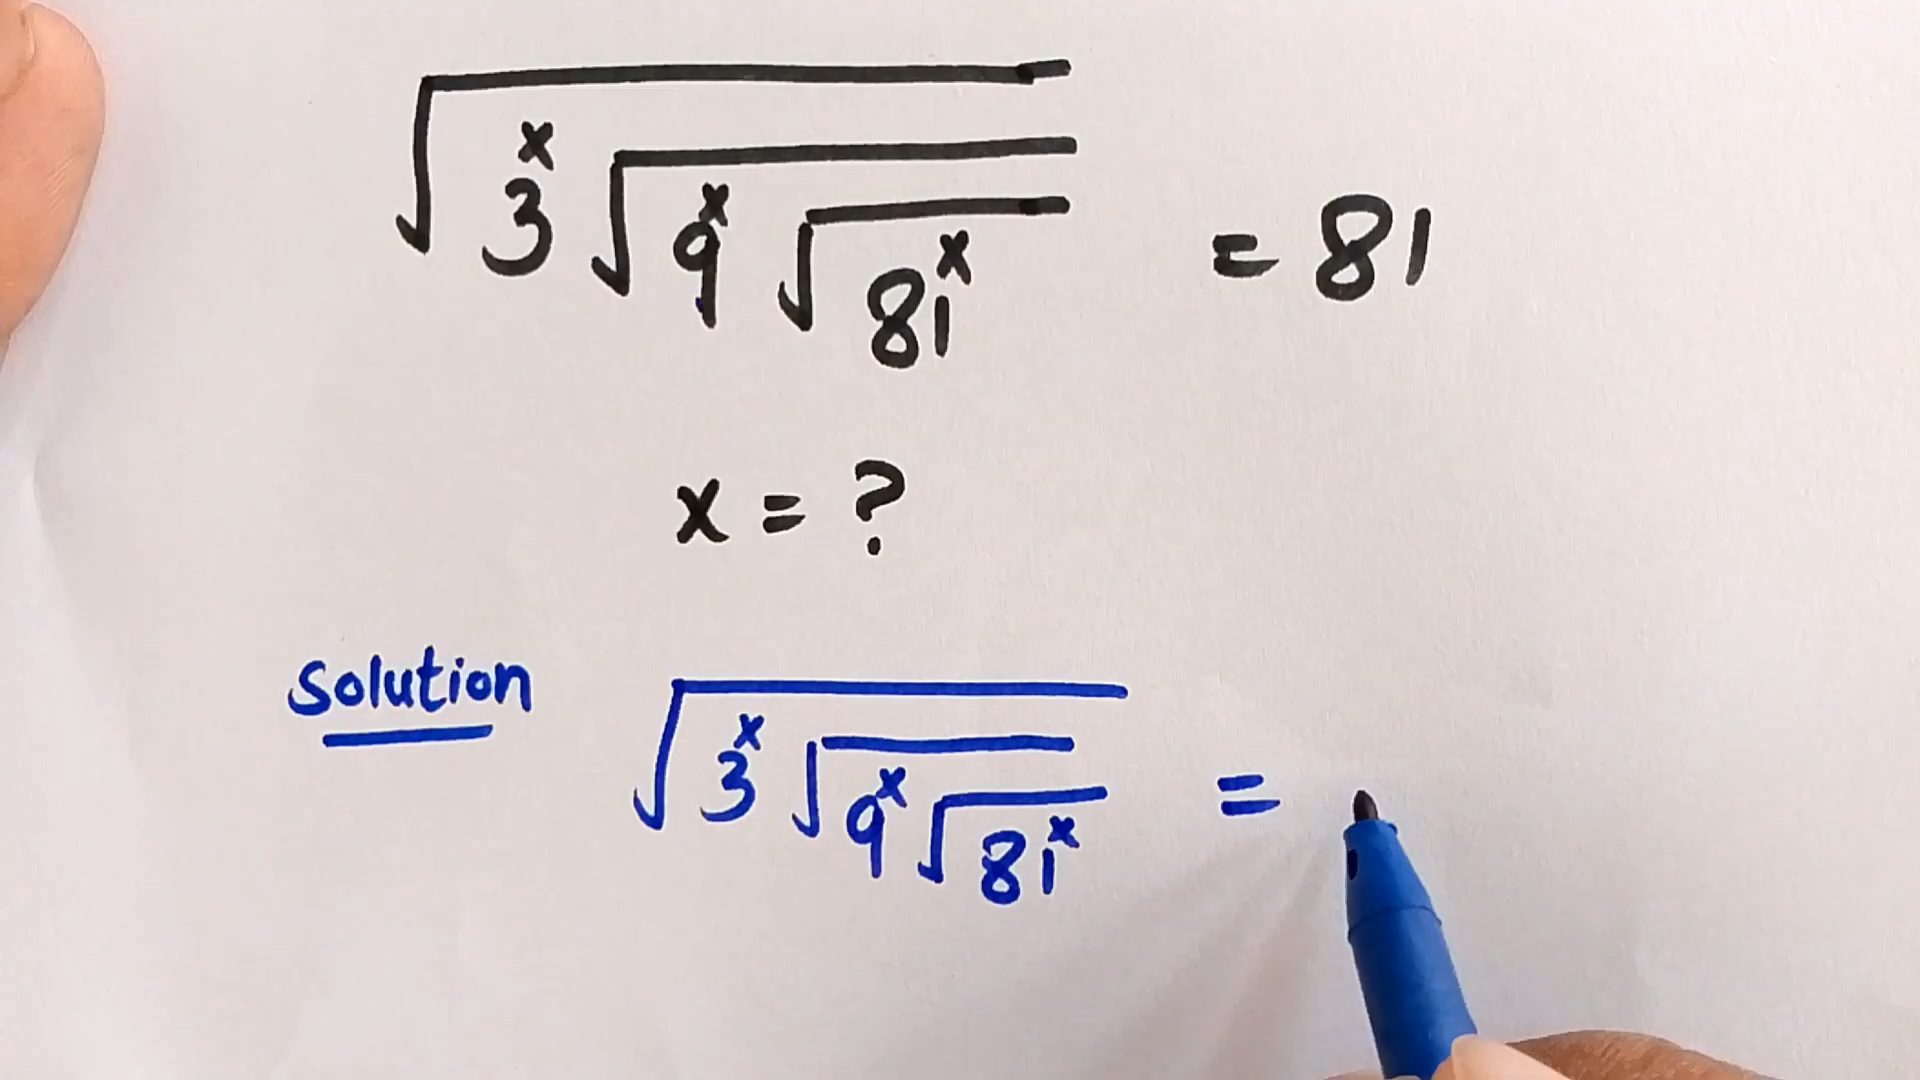 √(3^x √(9^x √(81^x))) = 81
x = ?
Solution √(3^x √(9^x √(81^x))) =